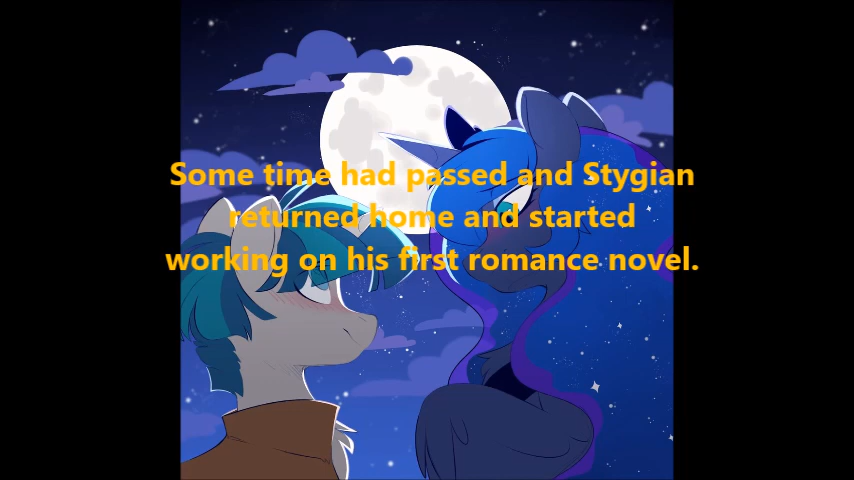 Some time had passed and Stygian
returned home and started
working on his first romance novel.